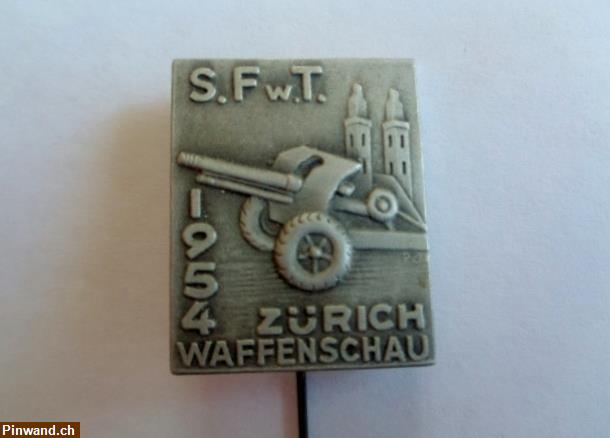 S.F.w.T.
1954
ZÜRICH
WAFFENSCHAU
Pinwand.ch